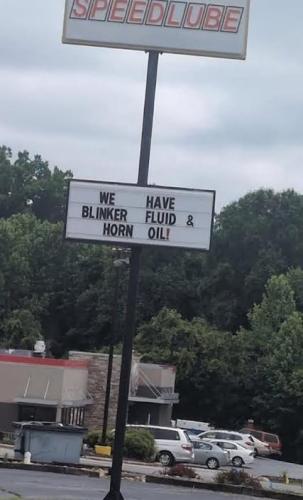 SPEEDLUBE
WE HAVE
BLINKER FLUID &
HORN OIL!